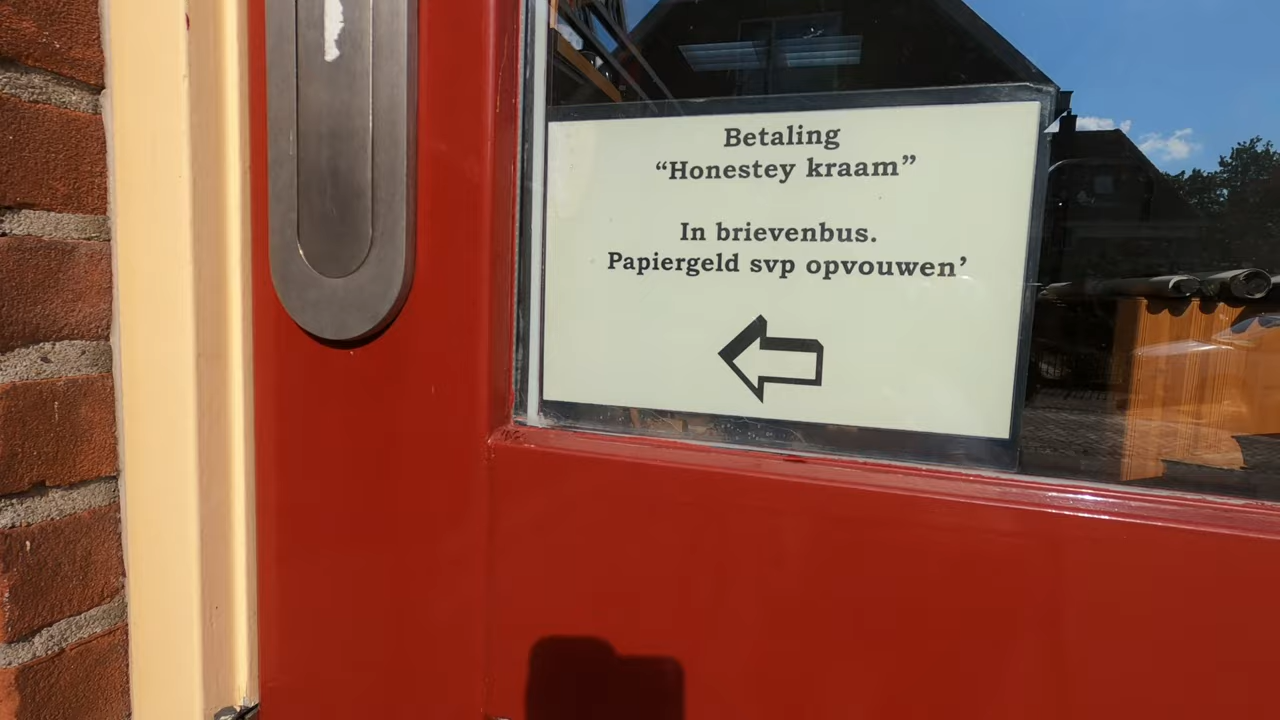 Betaling
“Honestey kraam”
In brievenbus.
Papiergeld svp opvouwen’